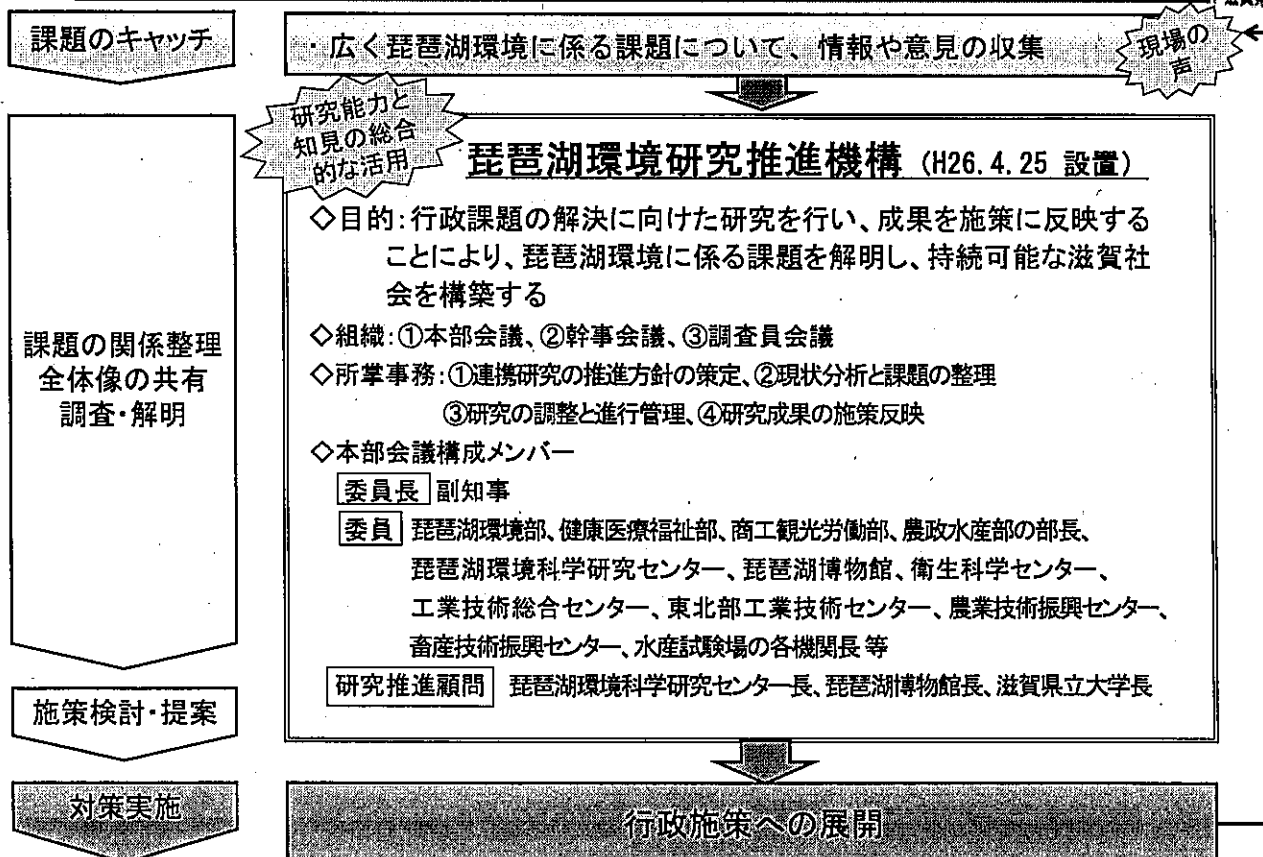 課題のキャッチ
・広く琵琶湖環境に係る課題について、情報や意見の収集
現場の
声
研究能力と
知見の総合
的な活用
琵琶湖環境研究推進機構 (H26.4.25 設置)
◇目的:行政課題の解決に向けた研究を行い、成果を施策に反映する
ことにより、琵琶湖環境に係る課題を解明し、持続可能な滋賀社
会を構築する
◇組織:①本部会議、②幹事会議、③調査員会議
◇所掌事務:①連携研究の推進方針の策定、②現状分析と課題の整理
③研究の調整と進行管理、④研究成果の施策反映
◇本部会議構成メンバー
委員長 副知事
委員 琵琶湖環境部、健康医療福祉部、商工観光労働部、農政水産部の部長、
琵琶湖環境科学研究センター、琵琶湖博物館、衛生科学センター、
工業技術総合センター、東北部工業技術センター、農業技術振興センター、
畜産技術振興センター、水産試験場の各機関長 等
研究推進顧問 琵琶湖環境科学研究センター長、琵琶湖博物館長、滋賀県立大学長
課題の関係整理
全体像の共有
調査・解明
施策検討・提案
対策実施
行政施策への展開